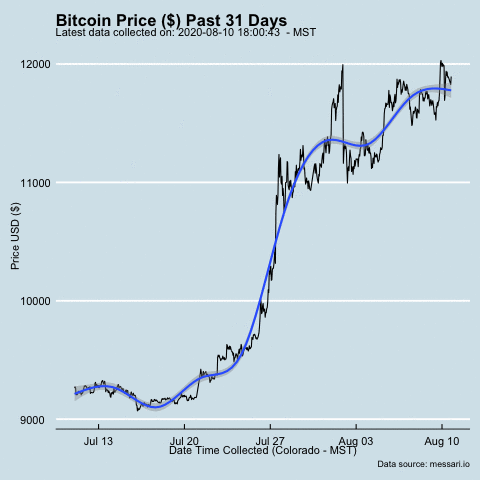 Bitcoin Price ($) Past 31 Days
Latest data collected on: 2020-08-10 18:00:43  - MST
12000
11000
10000
9000
Price USD ($)
Jul 13 Jul 20 Jul 27 Aug 03 Aug 10
Date Time Collected (Colorado - MST)
Data source: messari.io